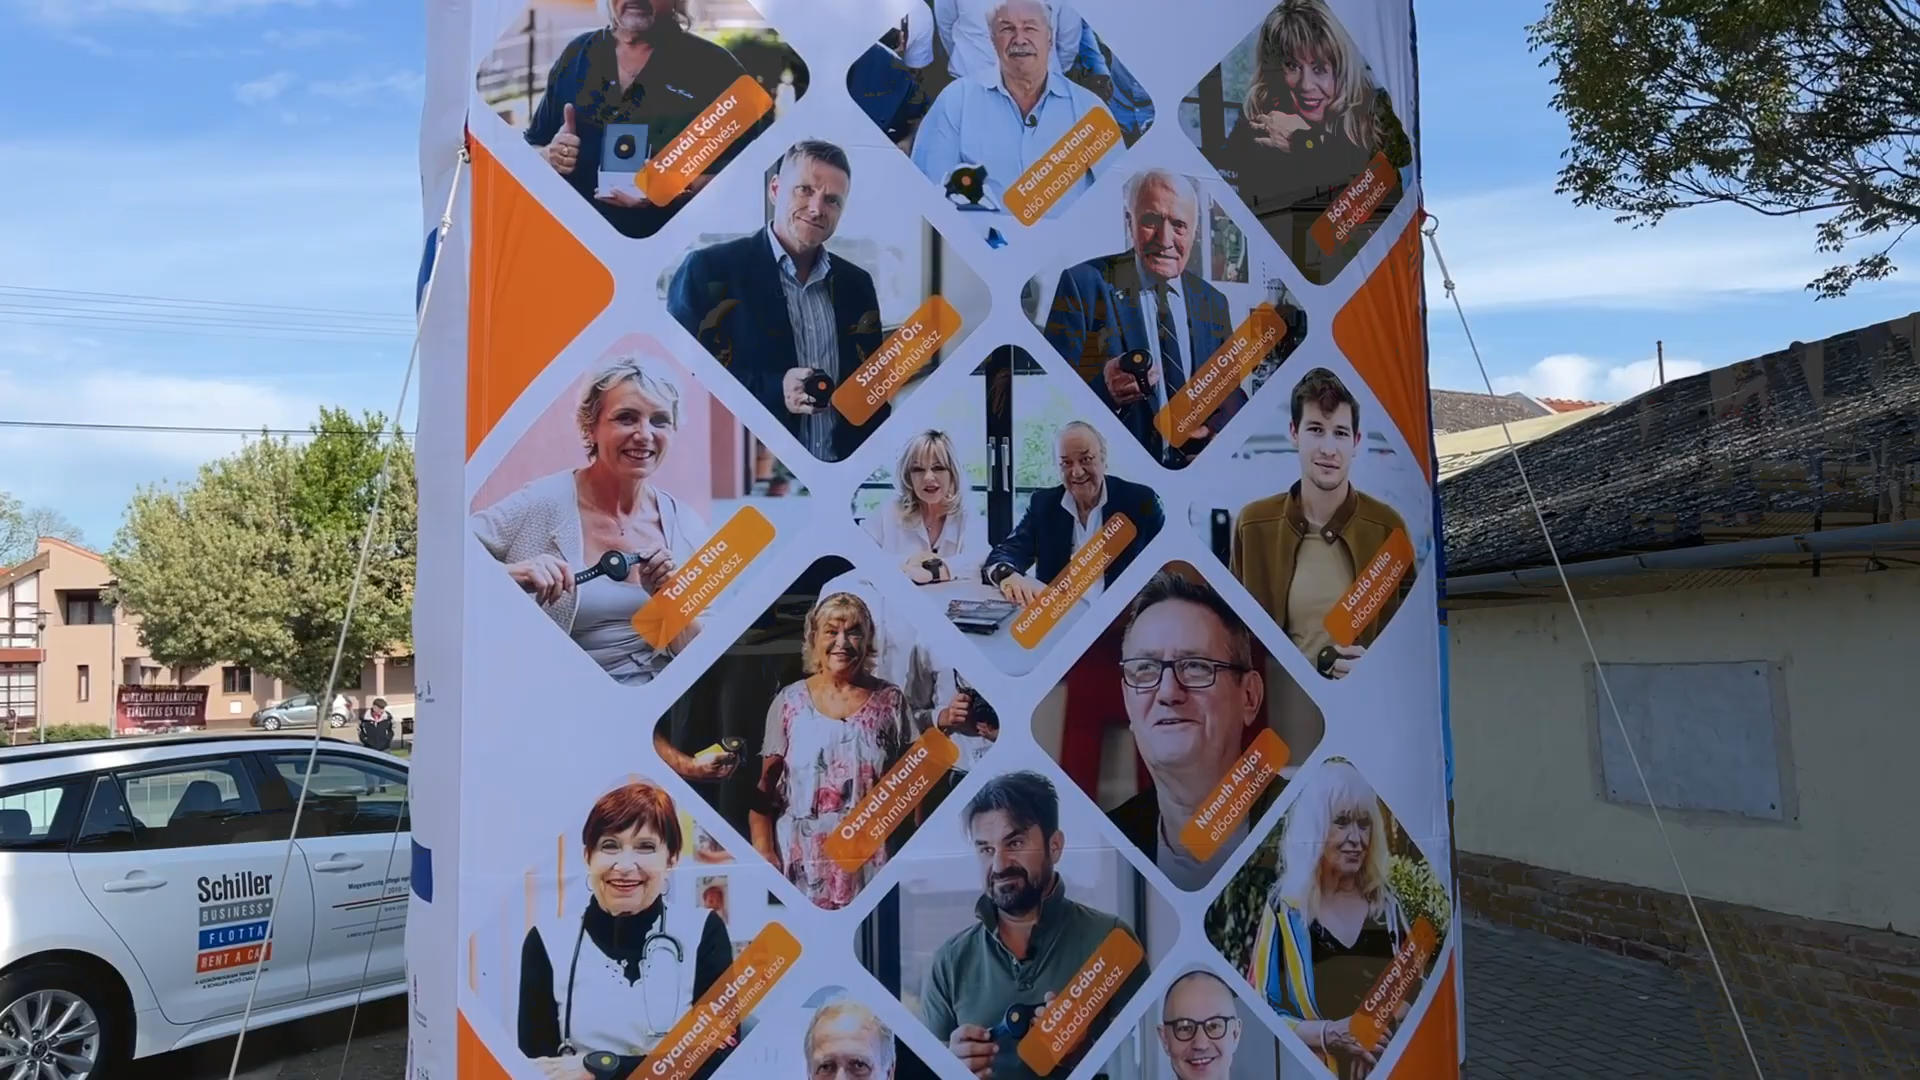 Sasvári Sándor
színművész
Farkas Bertalan
első magyar űrhajós
Bódy Magdi
előadóművész
Szörényi Örs
előadóművész
Rákosi Gyula
olimpiai bronzérmes labdarúgó
Tallós Rita
színművész
Korda György és Balázs Klári
előadóművészek
László Attila
előadóművész
Oszvald Marika
színművész
Németh Alajos
előadóművész
Gyarmati Andrea
olimpiai ezüstérmes úszó
Csőre Gábor
előadóművész
Csepregi Éva
előadóművész
KORTÁRS MŰALKOTÁSOK
KIÁLLÍTÁS ÉS VÁSÁR
Schiller
BUSINESS+
FLOTTA
RENT A CA
Magyarország